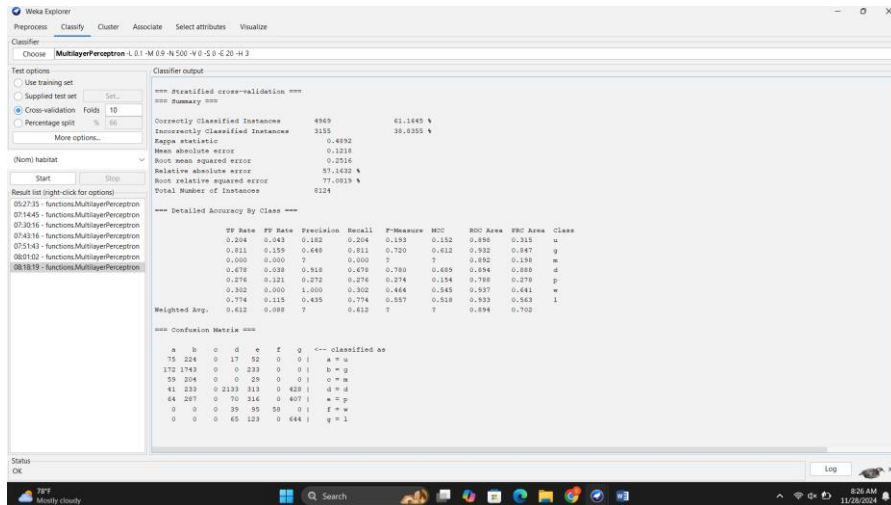 Weka Explorer
Preprocess Classify Cluster Associate Select attributes Visualize
Classifier
Choose MultilayerPerceptron -L 0.1 -M 0.9 -N 500 -V 0 -S 0 -E 20 -H 3
Test options
Use training set
Supplied test set Set...
Cross-validation Folds 10
Percentage split % 66
More options...
(Nom) habitat
Start Stop
Result list (right-click for options)
05:27:35 - functions.MultilayerPerceptron
07:14:45 - functions.MultilayerPerceptron
07:30:16 - functions.MultilayerPerceptron
07:43:16 - functions.MultilayerPerceptron
07:51:43 - functions.MultilayerPerceptron
08:01:02 - functions.MultilayerPerceptron
08:18:19 - functions.MultilayerPerceptron
Classifier output
=== Stratified cross-validation ===
=== Summary ===
Correctly Classified Instances 4969 61.1645 %
Incorrectly Classified Instances 3155 38.8355 %
Kappa statistic 0.4892
Mean absolute error 0.1218
Root mean squared error 0.2516
Relative absolute error 57.1632 %
Root relative squared error 77.0819 %
Total Number of Instances 8124
=== Detailed Accuracy By Class ===
TP Rate FP Rate Precision Recall F-Measure MCC ROC Area PRC Area Class
0.204 0.043 0.182 0.204 0.193 0.152 0.898 0.315 u
0.811 0.159 0.648 0.811 0.720 0.612 0.932 0.847 g
0.000 0.000 ? 0.000 ? ? 0.892 0.198 m
0.678 0.038 0.918 0.678 0.780 0.689 0.894 0.888 d
0.276 0.121 0.272 0.276 0.274 0.154 0.788 0.278 p
0.302 0.000 1.000 0.302 0.464 0.545 0.937 0.641 w
0.774 0.115 0.435 0.774 0.557 0.518 0.933 0.563 l
Weighted Avg. 0.612 0.088 ? 0.612 ? ? 0.894 0.702
=== Confusion Matrix ===
a b c d e f g <-- classified as
75 224 0 17 52 0 0 | a = u
172 1743 0 0 233 0 0 | b = g
59 204 0 0 29 0 0 | c = m
41 233 0 2133 313 0 428 | d = d
64 287 0 70 316 0 407 | e = p
0 0 0 39 95 58 0 | f = w
0 0 0 65 123 0 644 | g = l
Status
OK
Log
78°F
Mostly cloudy
Search
8:26 AM
11/28/2024